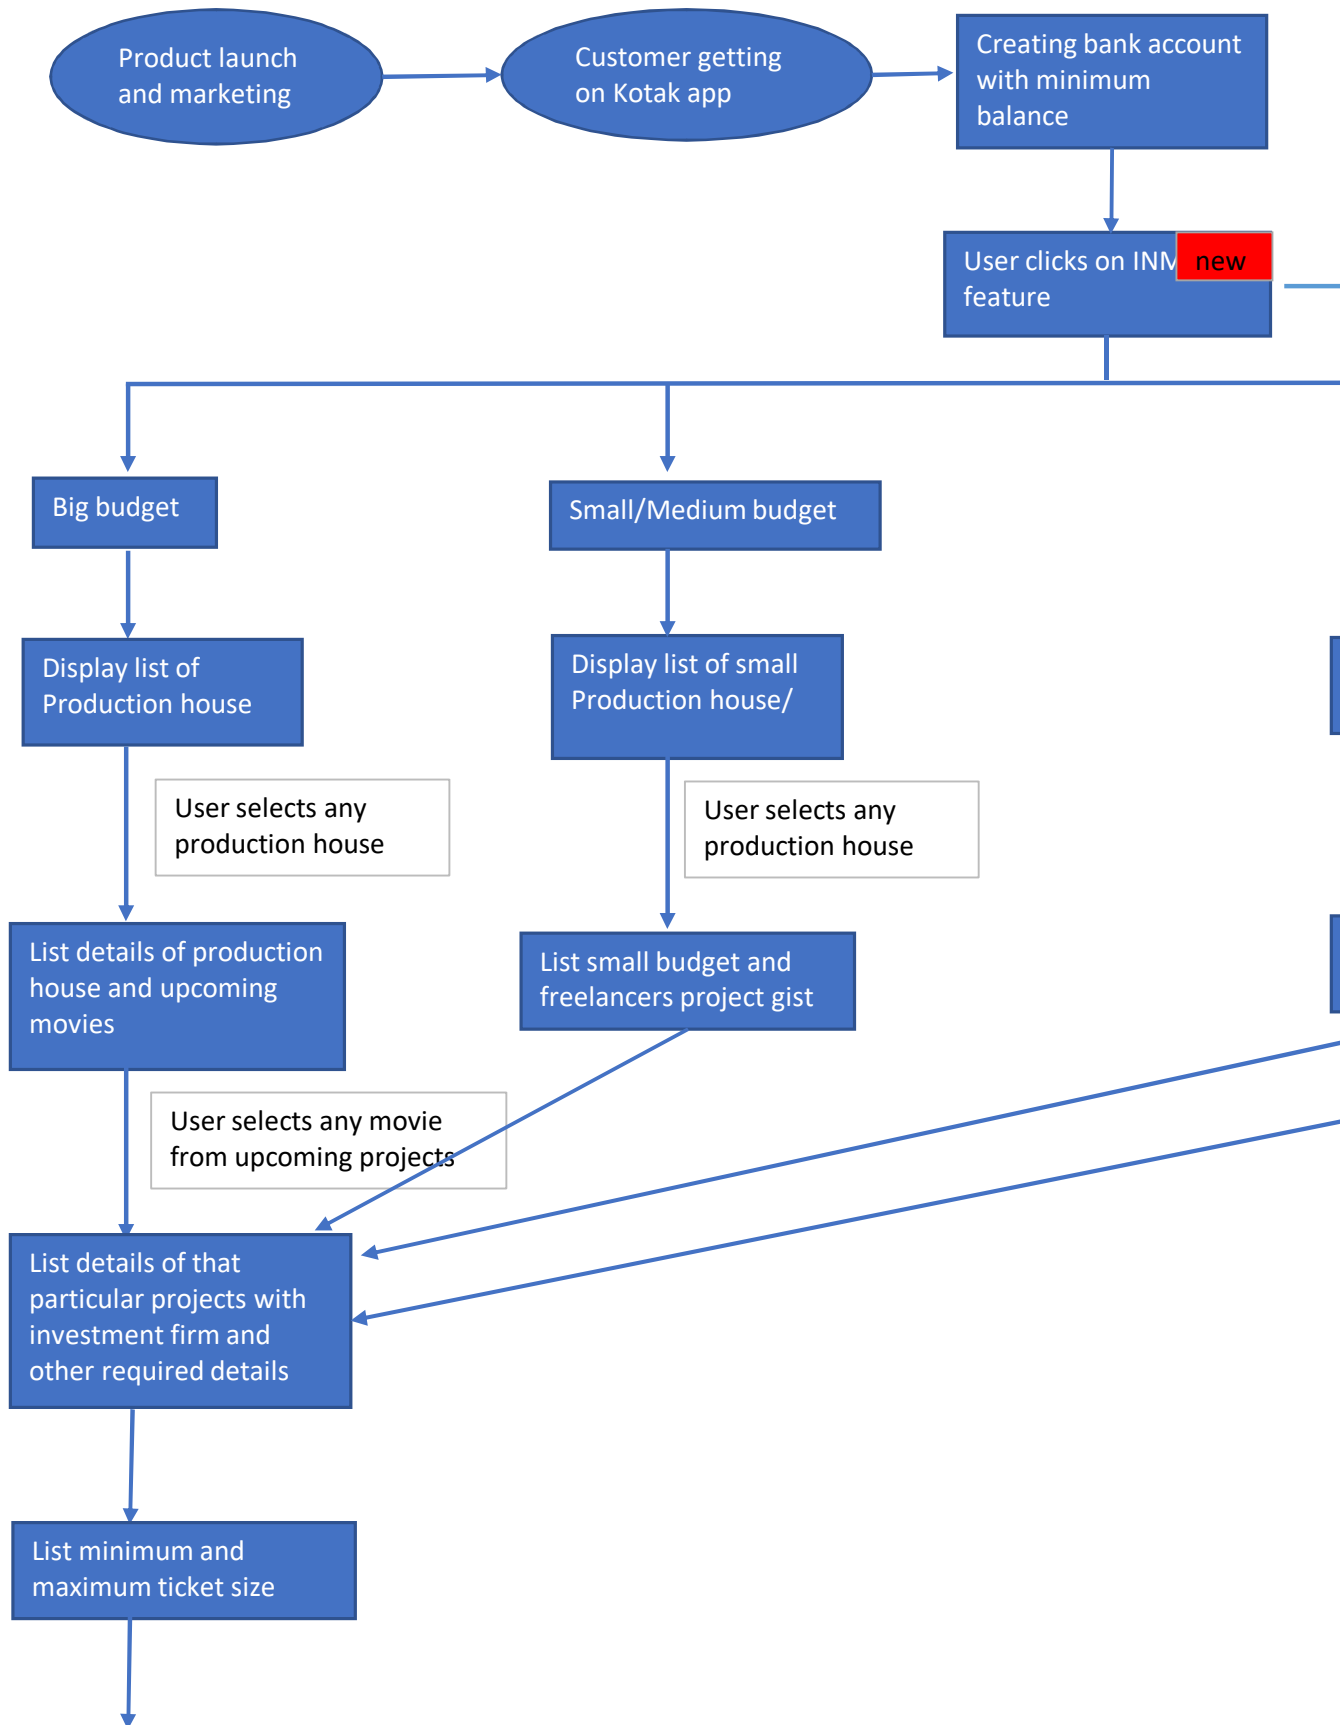 Product launch
and marketing
Customer getting
on Kotak app
Creating bank account
with minimum
balance
User clicks on INM
new
feature
Big budget
Small/Medium budget
Display list of
Production house
Display list of small
Production house/
User selects any
production house
User selects any
production house
List details of production
house and upcoming
movies
List small budget and
freelancers project gist
User selects any movie
from upcoming projects
List details of that
particular projects with
investment firm and
other required details
List minimum and
maximum ticket size